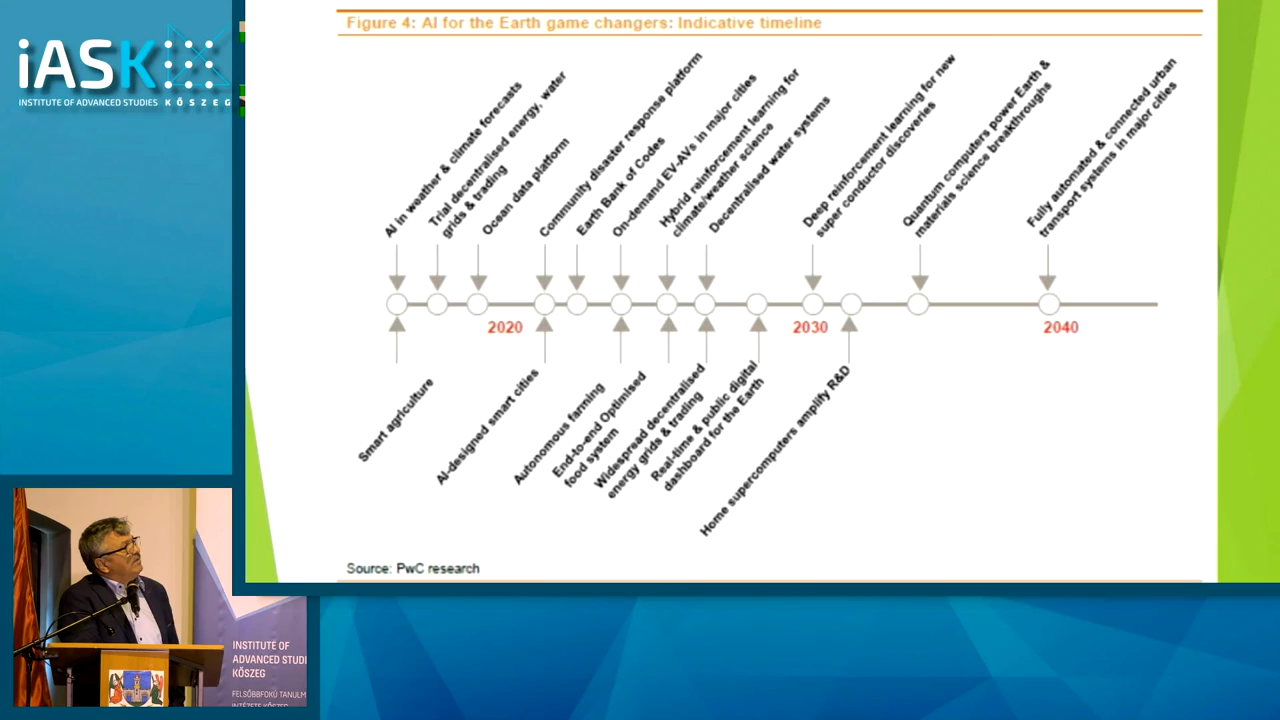 iASK
INSTITUTE OF ADVANCED STUDIES KŐSZEG
Figure 4: AI for the Earth game changers: Indicative timeline
AI in weather & climate forecasts
Trial decentralised energy, water
grids & trading
Ocean data platform
Community disaster response platform
Earth Bank of Codes
On-demand EV-AVs in major cities
Hybrid reinforcement learning for
climate/weather science
Decentralised water systems
Deep reinforcement learning for new
super conductor discoveries
Quantum computers power Earth &
materials science breakthroughs
Fully automated & connected urban
transport systems in major cities
2020
2030
2040
Smart agriculture
AI-designed smart cities
Autonomous farming
End-to-end Optimised
food system
Widespread decentralised
energy grids & trading
Real-time & public digital
dashboard for the Earth
Home supercomputers amplify R&D
Source: PwC research
INSTITUTE OF
ADVANCED STUDI
KŐSZEG
FELSŐBBFOKÚ TANULM
INTÉZETE KŐSZEG